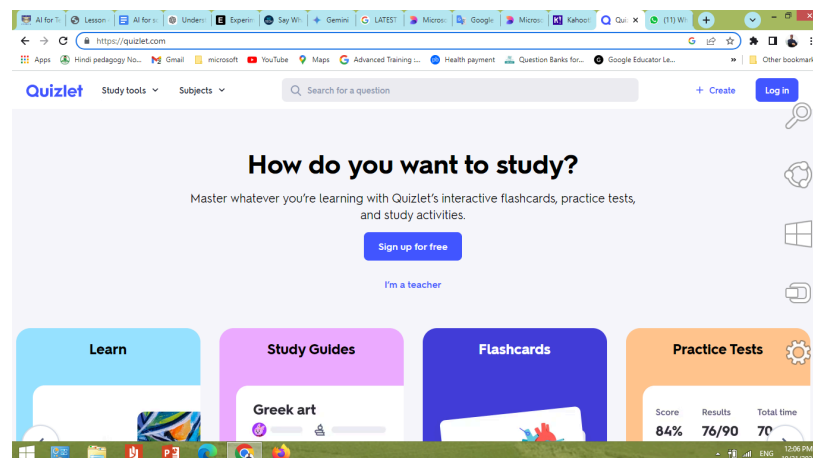 AI for T
Lesson
AI for s
Unders
Experin
Say Wh
Gemini
LATEST
Microso
Google
Microso
Kahoot
Qui
(11) Wh
https://quizlet.com
Apps
Hindi pedagogy No...
Gmail
microsoft
YouTube
Maps
Advanced Training :...
Health payment
Question Banks for...
Google Educator Le...
»
Other bookmark
Quizlet
Study tools
Subjects
Search for a question
+ Create
Log in
How do you want to study?
Master whatever you're learning with Quizlet's interactive flashcards, practice tests,
and study activities.
Sign up for free
I'm a teacher
Learn
Study Guides
Flashcards
Practice Tests
Greek art
Score
Results
Total time
84%
76/90
ENG
12:06 PM